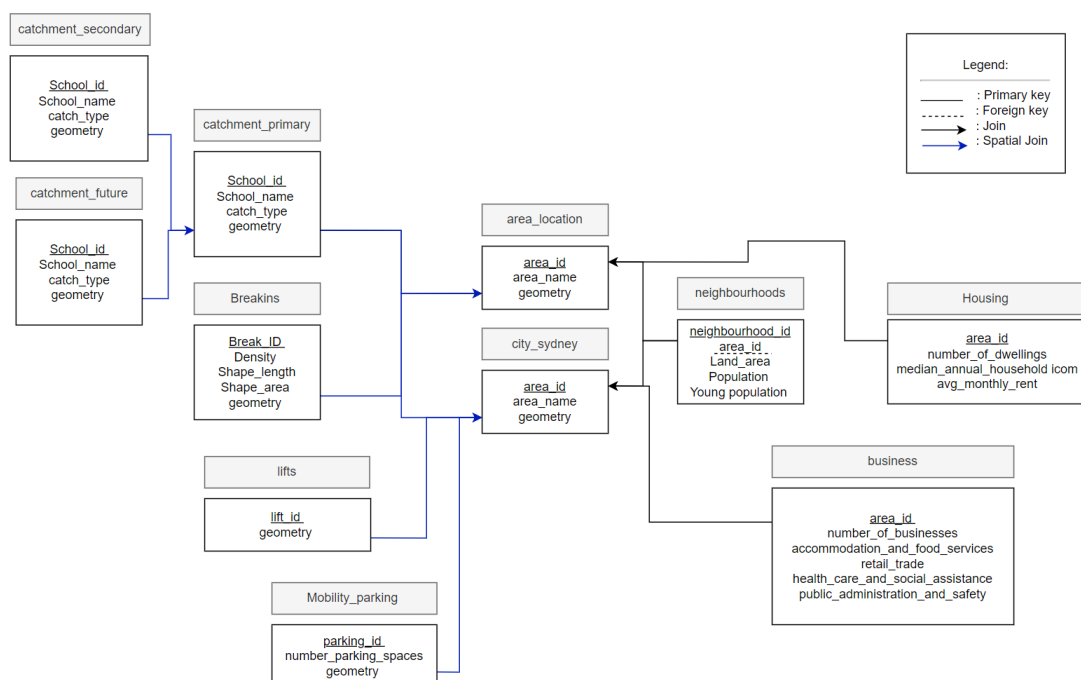 catchment_secondary
School_id
School_name
catch_type
geometry
catchment_future
School_id
School_name
catch_type
geometry
catchment_primary
School_id
School_name
catch_type
geometry
Breakins
Break_ID
Density
Shape_length
Shape_area
geometry
lifts
lift_id
geometry
Mobility_parking
parking_id
number_parking_spaces
geometry
area_location
area_id
area_name
geometry
city_sydney
area_id
area_name
geometry
neighbourhoods
neighbourhood_id
area_id
Land_area
Population
Young population
Housing
area_id
number_of_dwellings
median_annual_household icom
avg_monthly_rent
business
area_id
number_of_businesses
accommodation_and_food_services
retail_trade
health_care_and_social_assistance
public_administration_and_safety
Legend:
: Primary key
: Foreign key
: Join
: Spatial Join